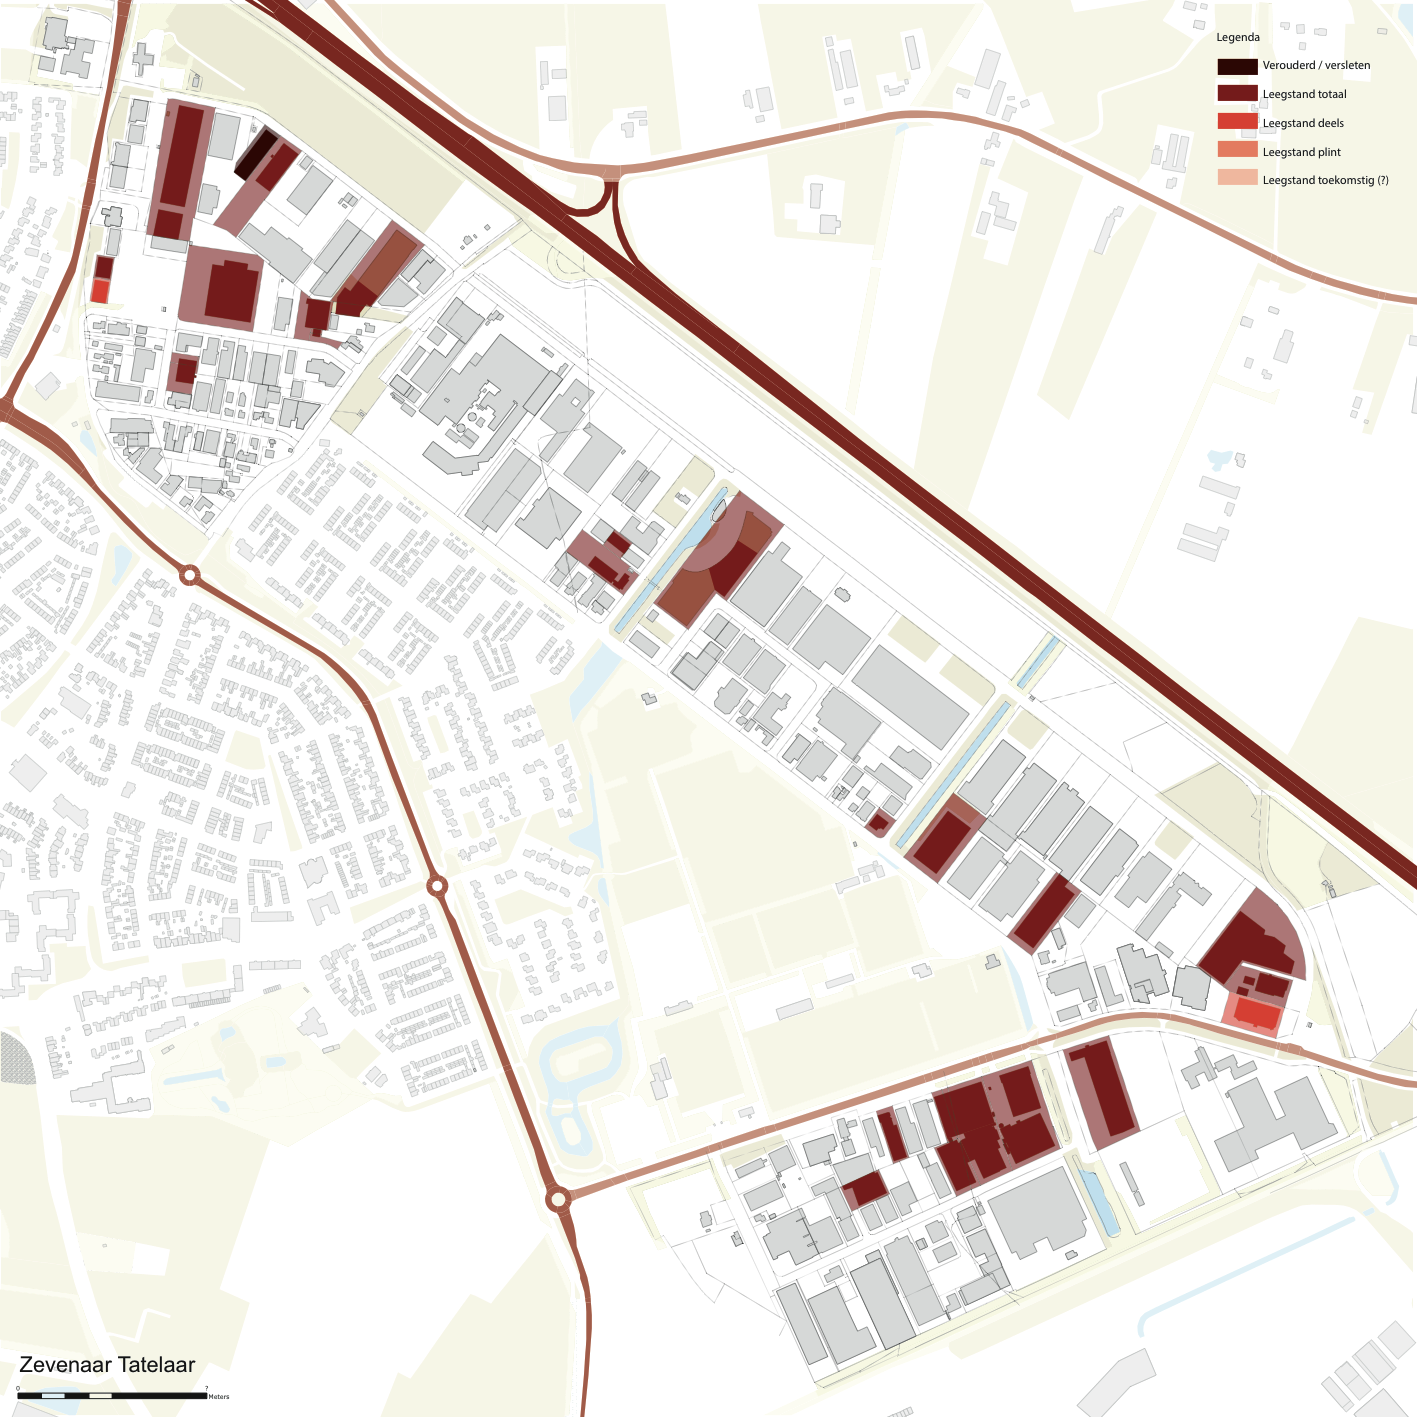 Legenda
Verouderd / versleten
Leegstand totaal
Leegstand deels
Leegstand plint
Leegstand toekomstig (?)
Zevenaar Tatelaar
0 ?
Meters